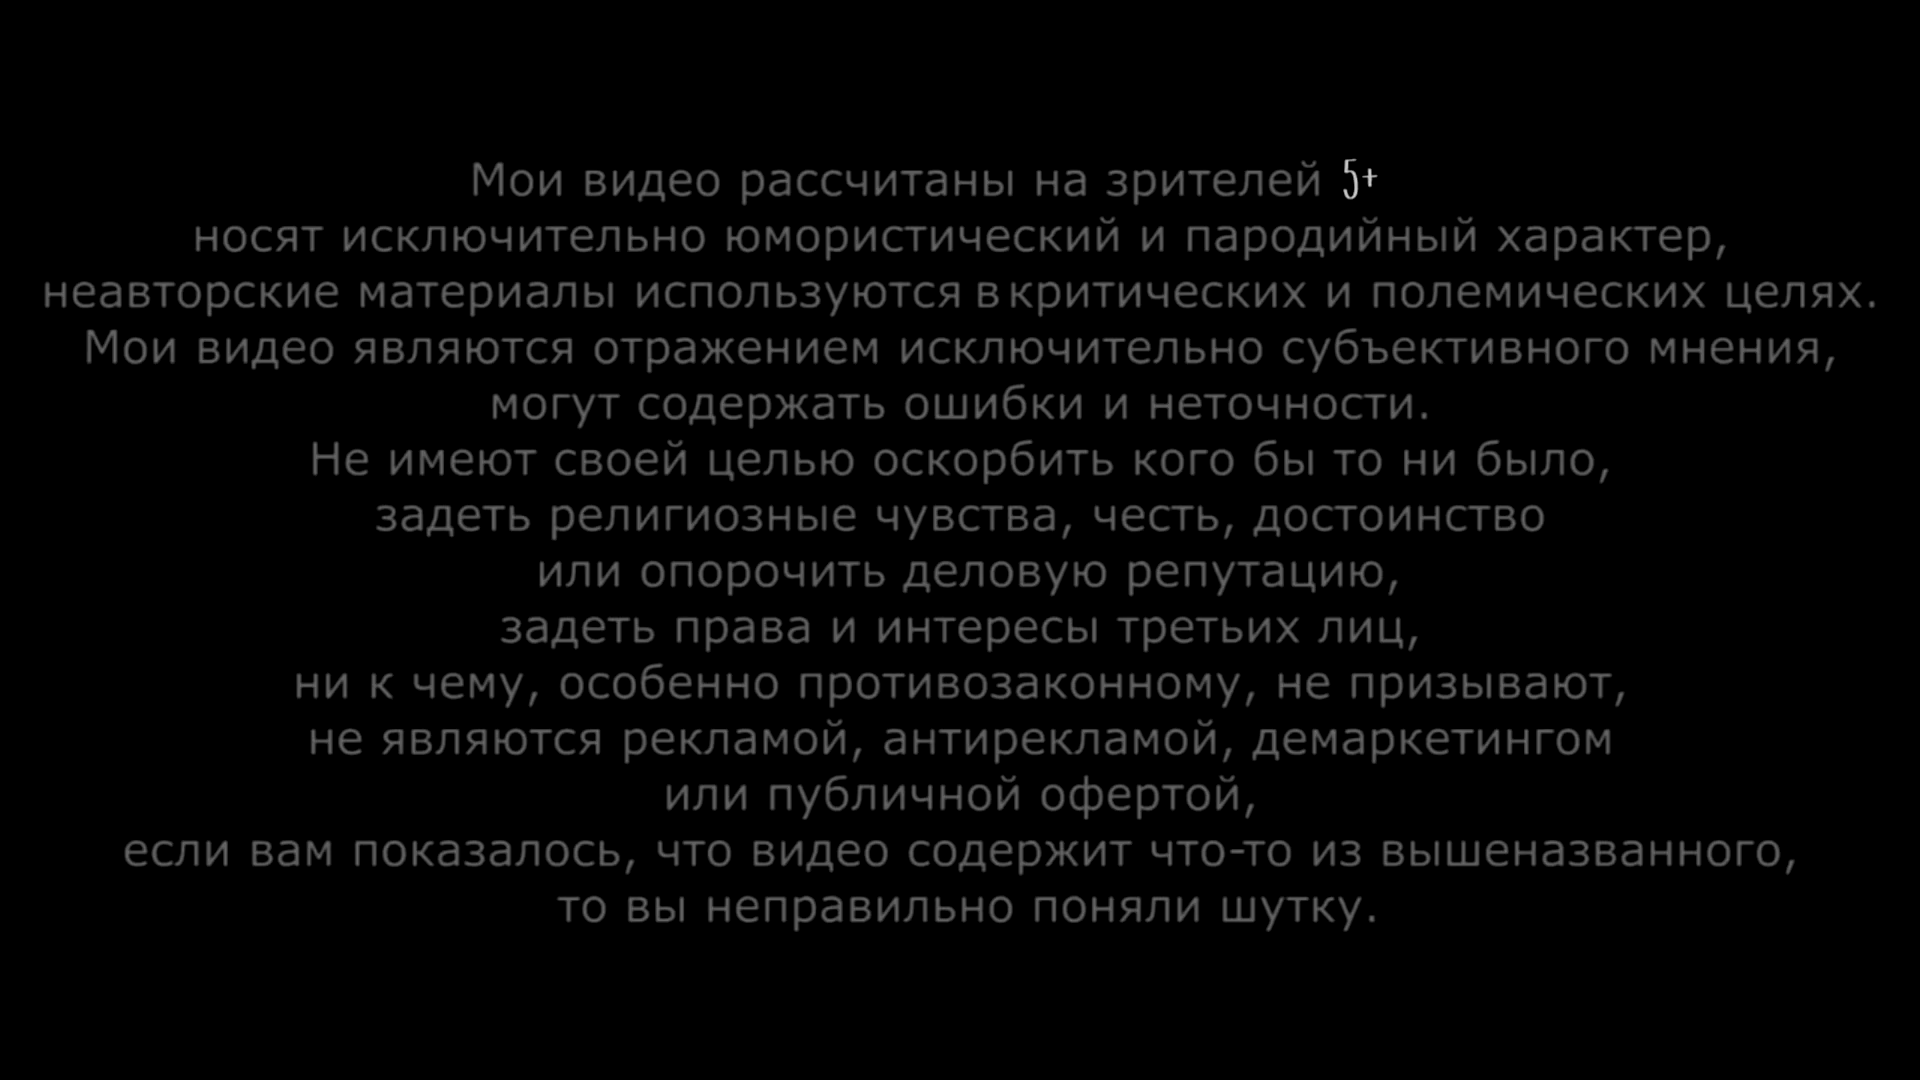 Мои видео рассчитаны на зрителей 5+
носят исключительно юмористический и пародийный характер,
неавторские материалы используются в критических и полемических целях.
Мои видео являются отражением исключительно субъективного мнения,
могут содержать ошибки и неточности.
Не имеют своей целью оскорбить кого бы то ни было,
задеть религиозные чувства, честь, достоинство
или опорочить деловую репутацию,
задеть права и интересы третьих лиц,
ни к чему, особенно противозаконному, не призывают,
не являются рекламой, антирекламой, демаркетингом
или публичной офертой,
если вам показалось, что видео содержит что-то из вышеназванного,
то вы неправильно поняли шутку.